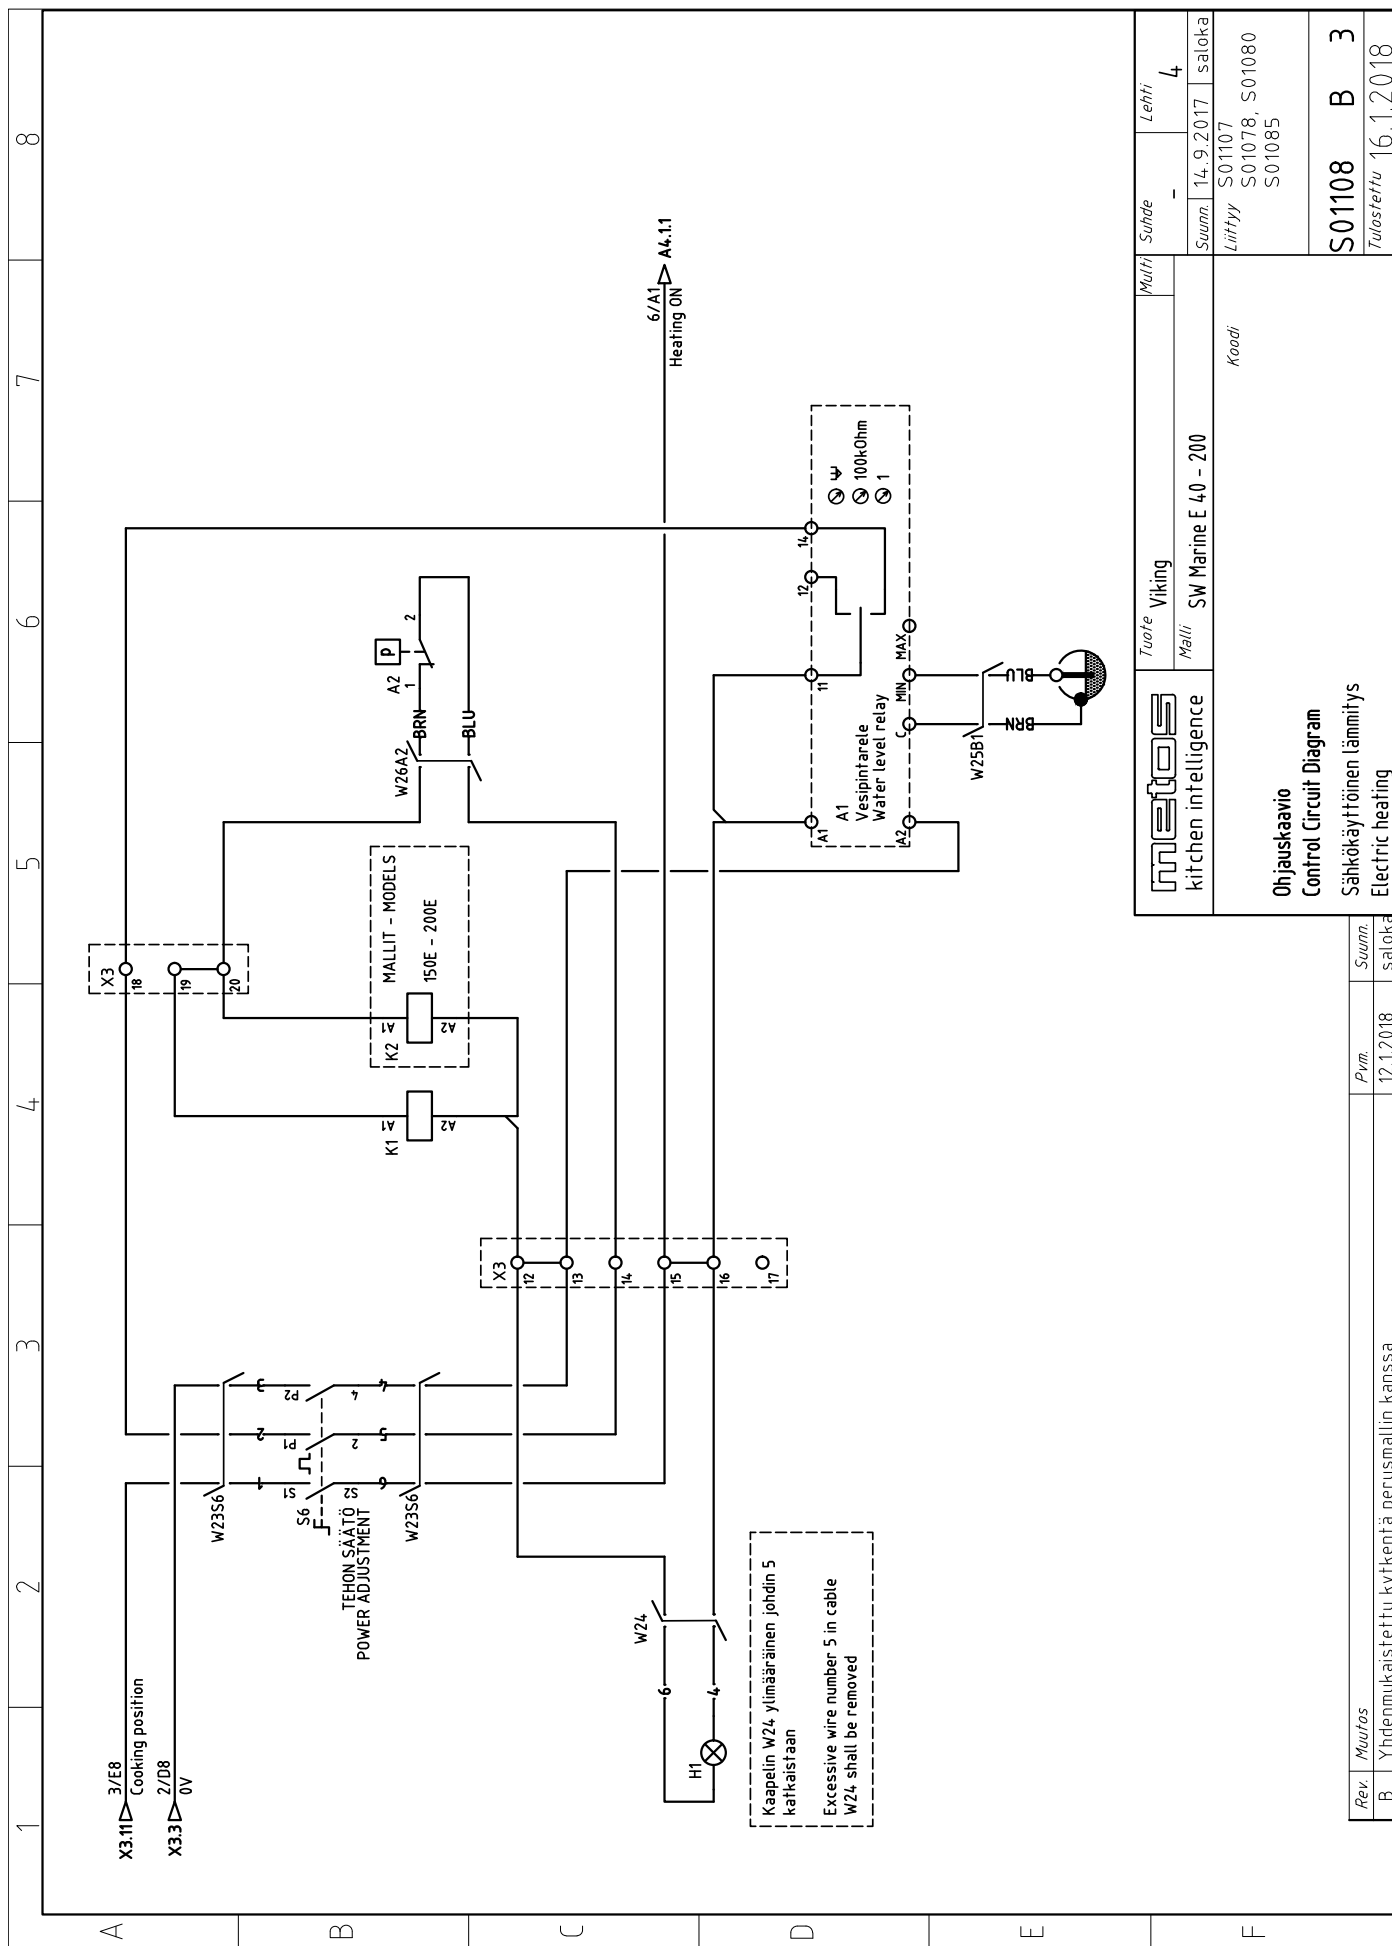 1 2 3 4 5 6 7 8
A
B
C
D
E
F
X3.11 3/E8
Cooking position
X3.3 2/D8
0V
W23S6
1 2 3
S1 P1 P2
S6
TEHON SÄÄTÖ
POWER ADJUSTMENT
S2 2 4
6 5 4
W23S6
X3
18
19
20
K1
A1
A2
K2
A1
A2
MALLIT - MODELS
150E - 200E
W26A2
BRN
BLU
A2
1
2
P
X3
12
13
14
15
16
17
W24
6
4
H1
Kaapelin W24 ylimääräinen johdin 5
katkaistaan
Excessive wire number 5 in cable
W24 shall be removed
6/A1 A4.1.1
Heating ON
A1
A2
A1
Vesipintarele
Water level relay
11
12
14
C
MIN
MAX
100kOhm
1
W25B1
BRN
BLU
metos
kitchen intelligence
Tuote Viking
Multi
Malli SW Marine E 40 - 200
Suhde -
Lehti 4
Suunn. 14.9.2017 saloka
Liittyy S01107
S01078, S01080
S01085
Koodi
Ohjauskaavio
Control Circuit Diagram
Sähkökäyttöinen lämmitys
Electric heating
S01108 B 3
Tulostettu 16.1.2018
Rev. Muutos Pvm. Suunn.
B Yhdenmukaistettu kytkentä perusmallin kanssa 12.1.2018 saloka